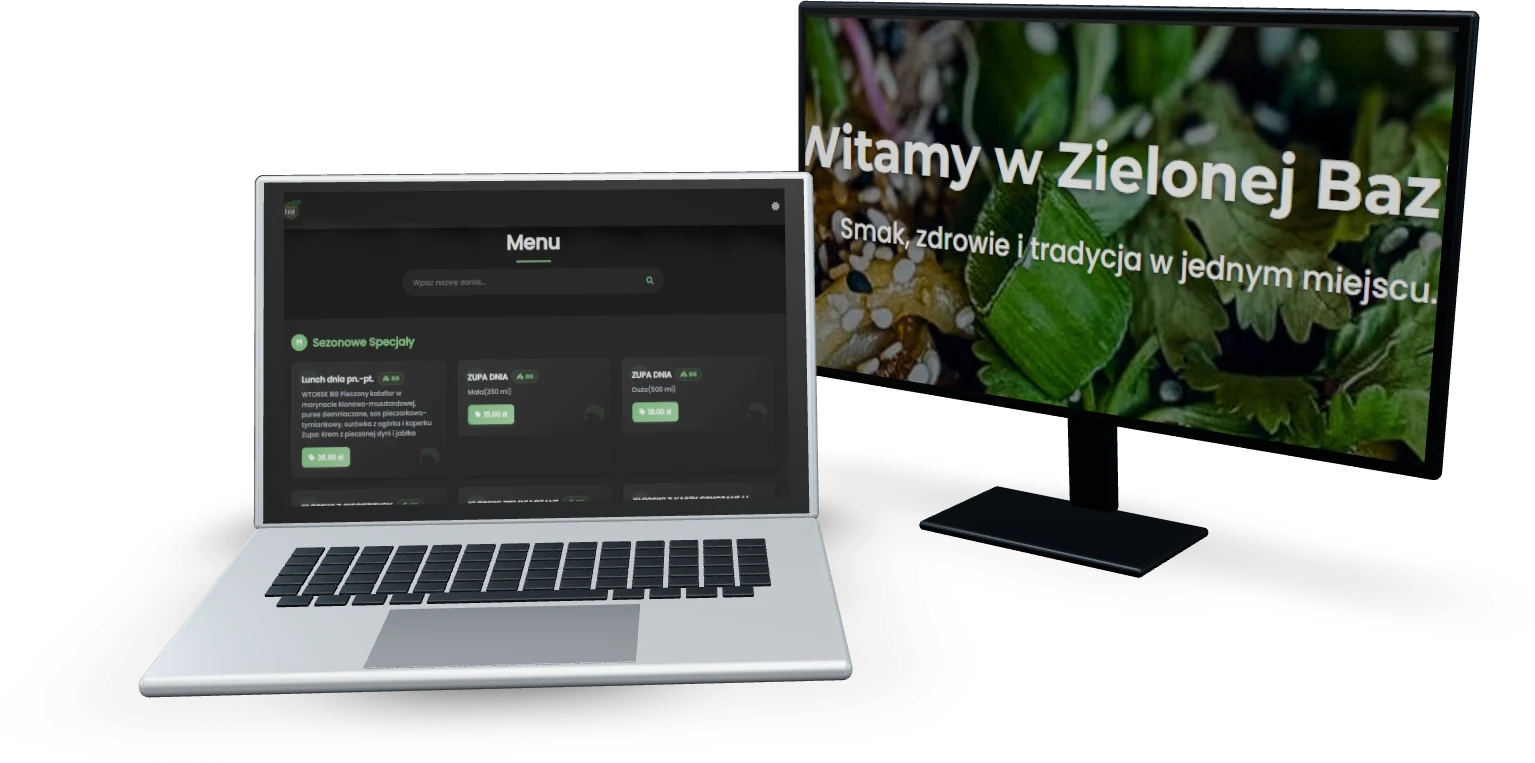 Witamy w Zielonej Baz
Smak, zdrowie i tradycja w jednym miejscu.
Menu
Wpisz nazwę dania...
Sezonowe Specjały
Lunch dnia pn.-pt. BG
WTOREK BG Pieczony kalafior w
marynacie klonowo-musztardowej,
puree ziemniaczane, sos pieczarkowo-
tymiankowy, surówka z ogórka i koperku
Zupa: Krem z pieczonej dyni i jabłka
36.90 zł
ZUPA DNIA BG
Mała(350 ml)
15.00 zł
ZUPA DNIA BG
Duża(500 ml)
18.00 zł